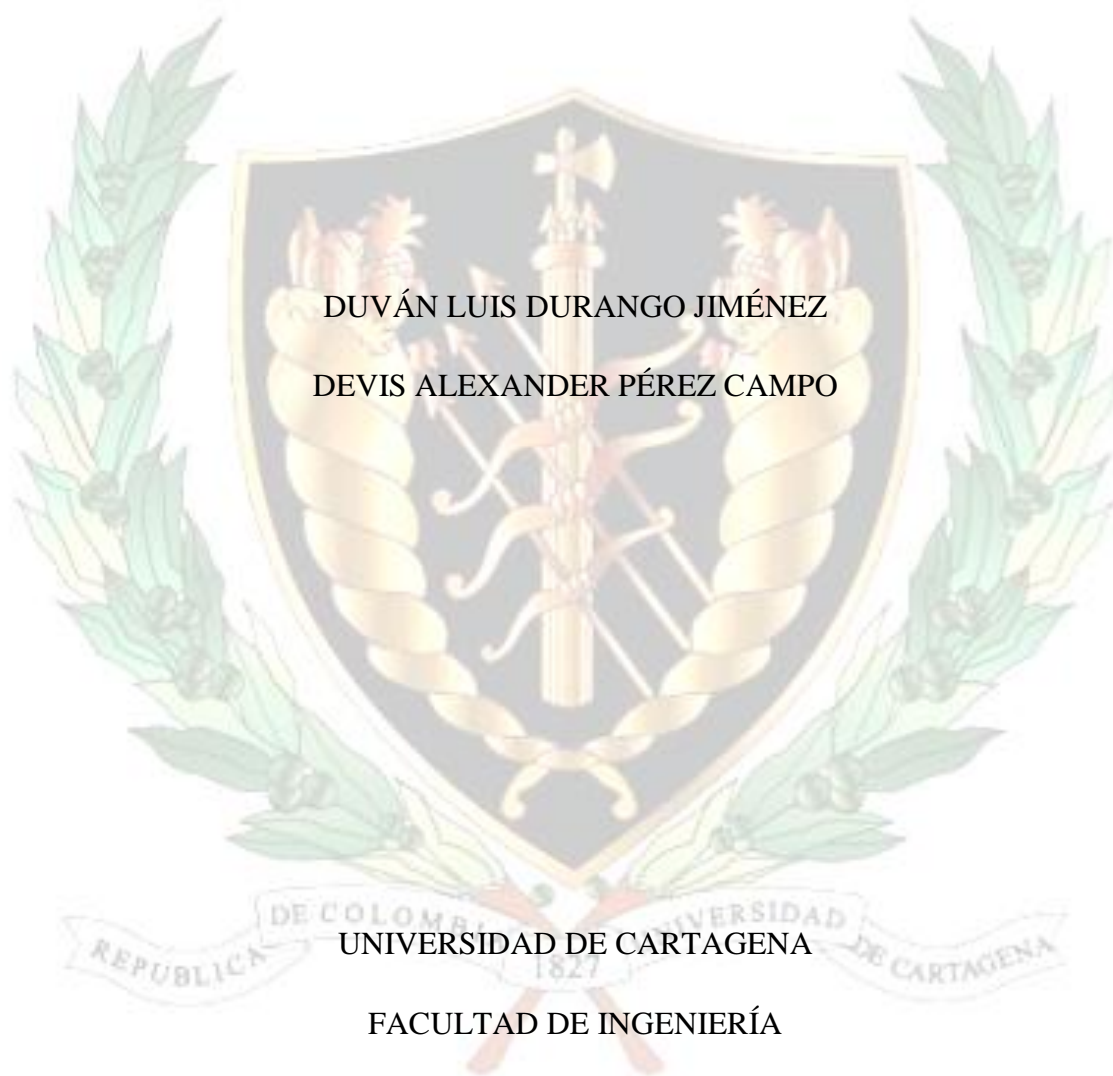 DUVÁN LUIS DURANGO JIMÉNEZ
DEVIS ALEXANDER PÉREZ CAMPO
REPUBLICA DE COLOMBIA UNIVERSIDAD DE CARTAGENA
1827
UNIVERSIDAD DE CARTAGENA
FACULTAD DE INGENIERÍA